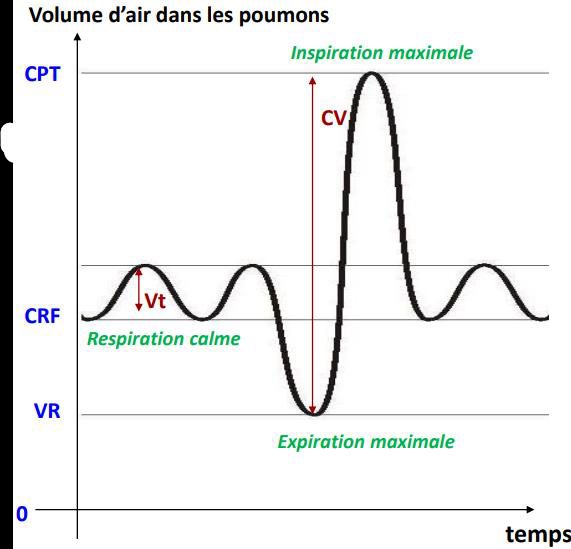 Volume d’air dans les poumons
Inspiration maximale
CPT
CV
Vt
CRF
Respiration calme
VR
Expiration maximale
0
temps